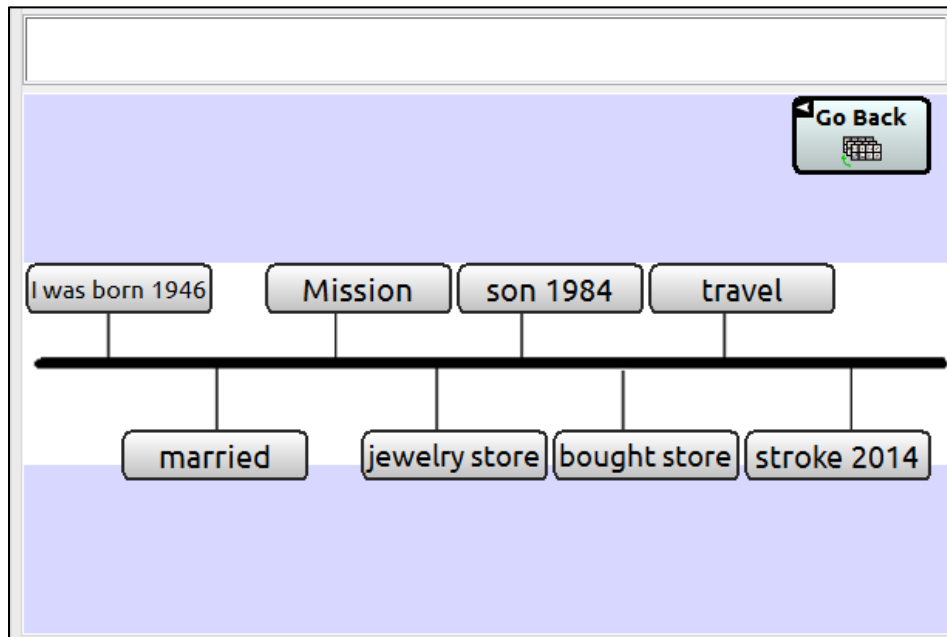 Go Back
I was born 1946
Mission
son 1984
travel
married
jewelry store
bought store
stroke 2014